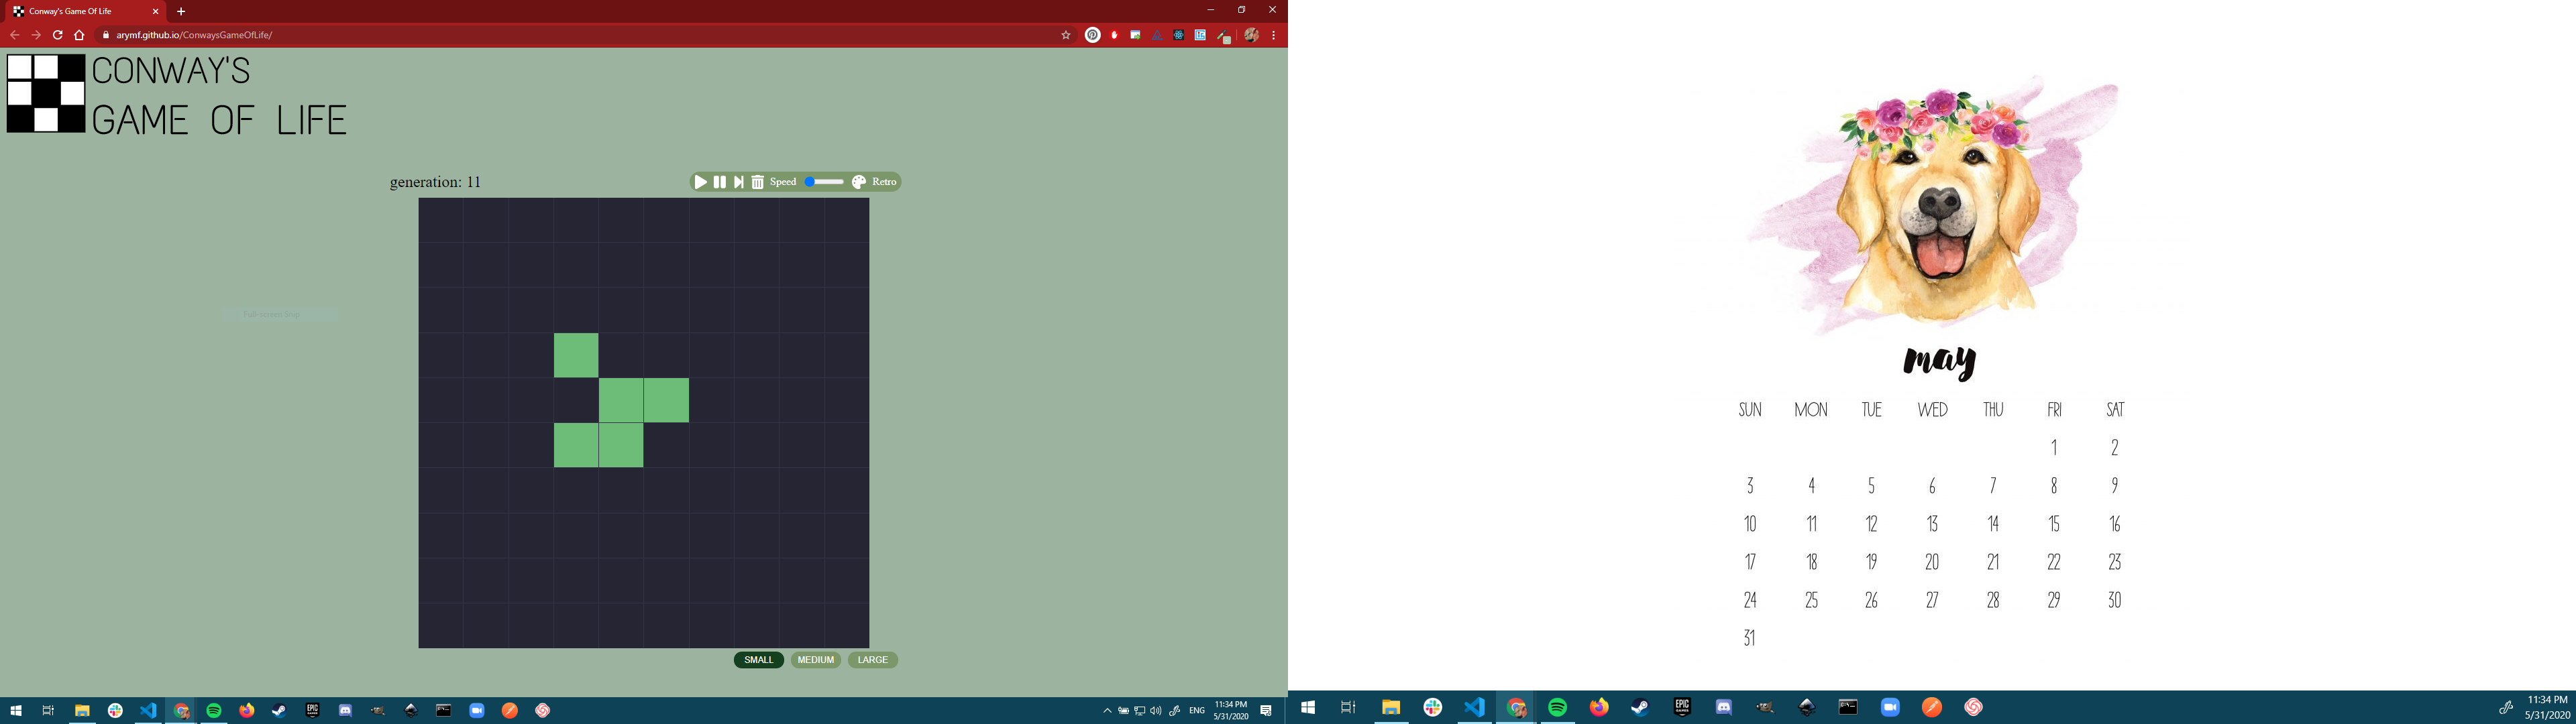 Conway's Game Of Life
arymf.github.io/ConwaysGameOfLife/
CONWAY'S
GAME OF LIFE
generation: 11
Speed
Retro
SMALL MEDIUM LARGE
ENG
11:34 PM
5/31/2020
may
SUN MON TUE WED THU FRI SAT
1 2
3 4 5 6 7 8 9
10 11 12 13 14 15 16
17 18 19 20 21 22 23
24 25 26 27 28 29 30
31
EPIC
GAMES
11:34 PM
5/31/2020